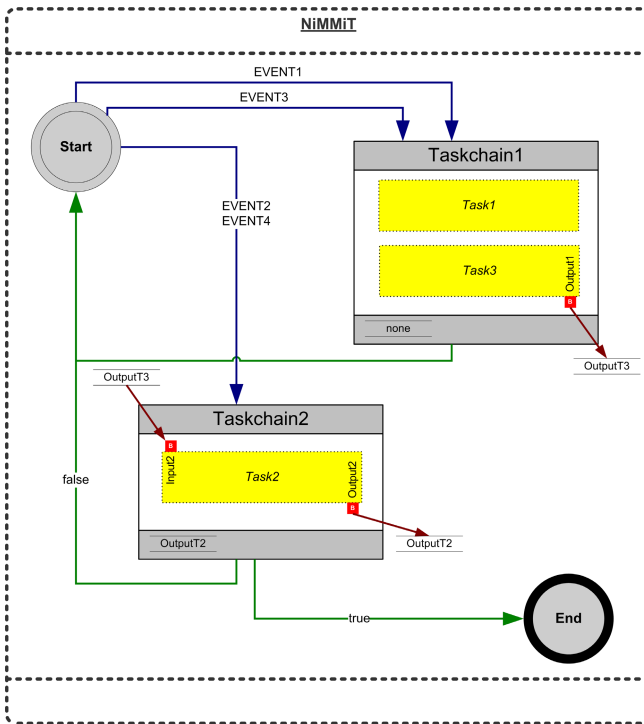 NiMMiT
EVENT1
EVENT3
Start
Taskchain1
Task1
EVENT2
EVENT4
Task3
Output1
B
none
OutputT3
OutputT3
Taskchain2
B
Input2
Task2
Output2
false
B
OutputT2
OutputT2
true
End